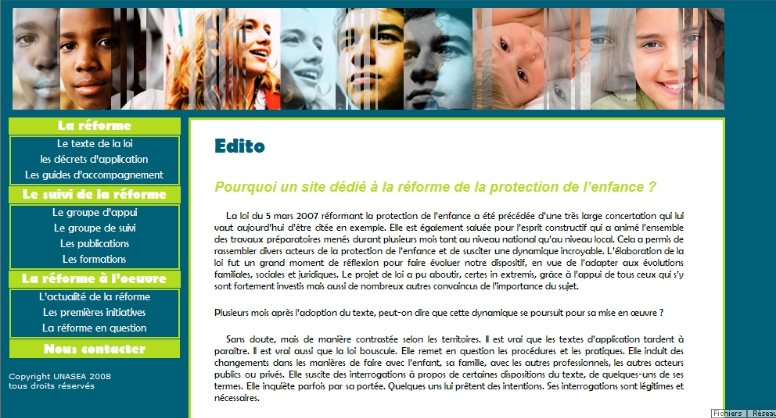 La réforme
Le texte de la loi
les décrets d'application
Les guides d'accompagnement
Le suivi de la réforme
Le groupe d'appui
Le groupe de suivi
Les publications
Les formations
La réforme à l'oeuvre
L'actualité de la réforme
Les premières initiatives
La réforme en question
Nous contacter
Copyright UNASEA 2008
tous droits réservés
Edito
Pourquoi un site dédié à la réforme de la protection de l'enfance ?
La loi du 5 mars 2007 réformant la protection de l'enfance a été précédée d'une très large concertation qui lui
vaut aujourd'hui d'être citée en exemple. Elle est également saluée pour l'esprit constructif qui a animé l'ensemble
des travaux préparatoires menés durant plusieurs mois tant au niveau national qu'au niveau local. Cela a permis de
rassembler divers acteurs de la protection de l'enfance et de susciter une dynamique incroyable. L'élaboration de la
loi fut un grand moment de réflexion pour faire évoluer notre dispositif, en vue de l'adapter aux évolutions
familiales, sociales et juridiques. Le projet de loi a pu aboutir, certes in extremis, grâce à l'appui de tous ceux qui s'y
sont fortement investis mais aussi de nombreux autres convaincus de l'importance du sujet.
Plusieurs mois après l'adoption du texte, peut-on dire que cette dynamique se poursuit pour sa mise en œuvre ?
Sans doute, mais de manière contrastée selon les territoires. Il est vrai que les textes d'application tardent à
paraître. Il est vrai aussi que la loi bouscule. Elle remet en question les procédures et les pratiques. Elle induit des
changements dans les manières de faire avec l'enfant, sa famille, avec les autres professionnels, les autres acteurs
publics ou privés. Elle suscite des interrogations à propos de certaines dispositions du texte, de quelques-uns de ses
termes. Elle inquiète parfois par sa portée. Quelques uns lui prêtent des intentions. Ses interrogations sont légitimes et
nécessaires.
Fichiers | Réseau